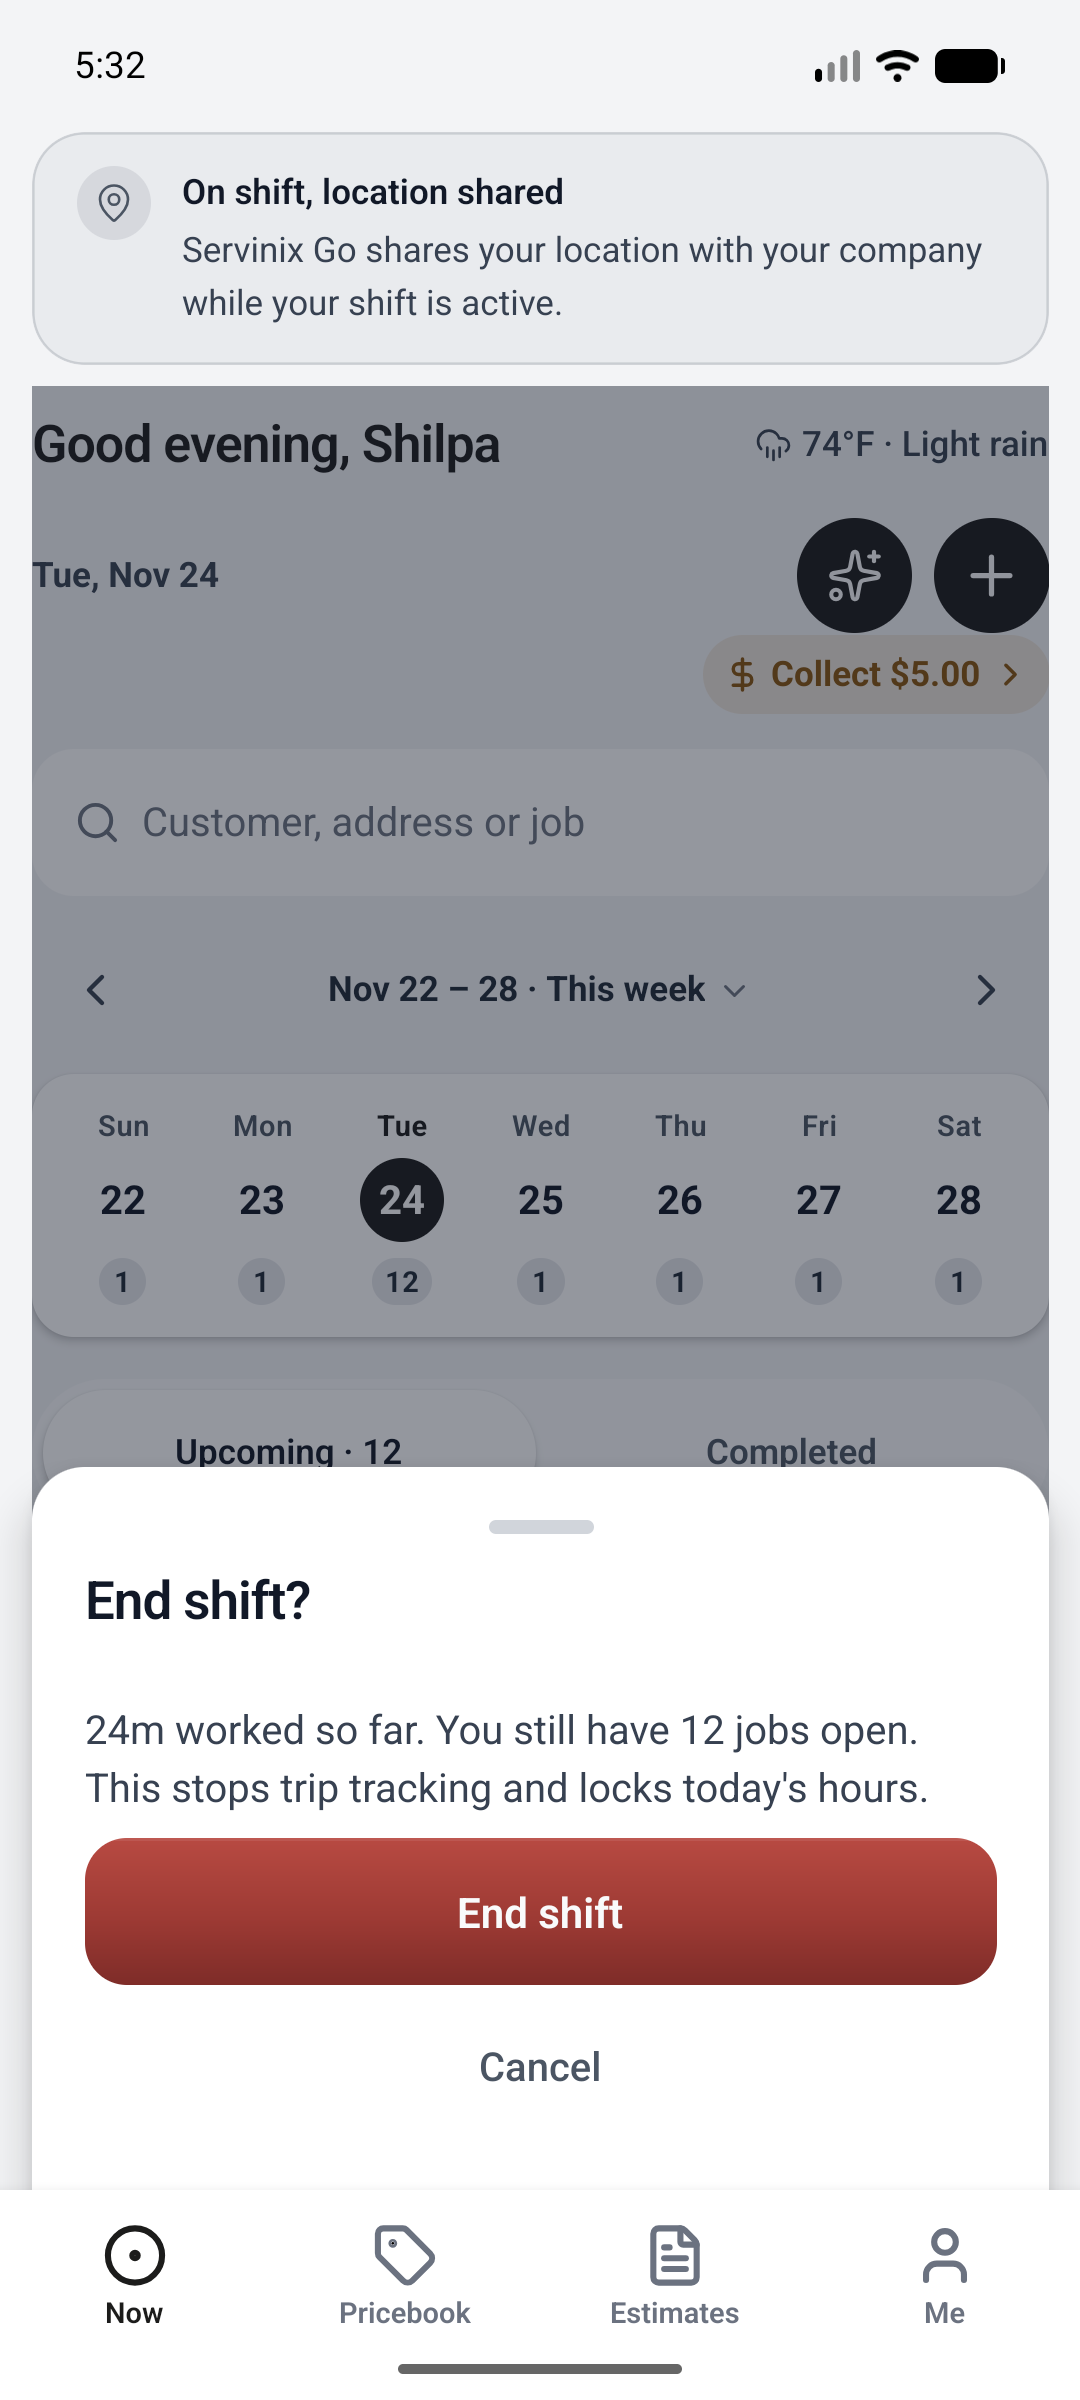 5:32
On shift, location shared
Servinix Go shares your location with your company
while your shift is active.
Good evening, Shilpa
74°F · Light rain
Tue, Nov 24
Collect $5.00
Customer, address or job
Nov 22 – 28 · This week
Sun Mon Tue Wed Thu Fri Sat
22 23 24 25 26 27 28
1 1 12 1 1 1 1
Upcoming · 12 Completed
End shift?
24m worked so far. You still have 12 jobs open.
This stops trip tracking and locks today's hours.
End shift
Cancel
Now Pricebook Estimates Me